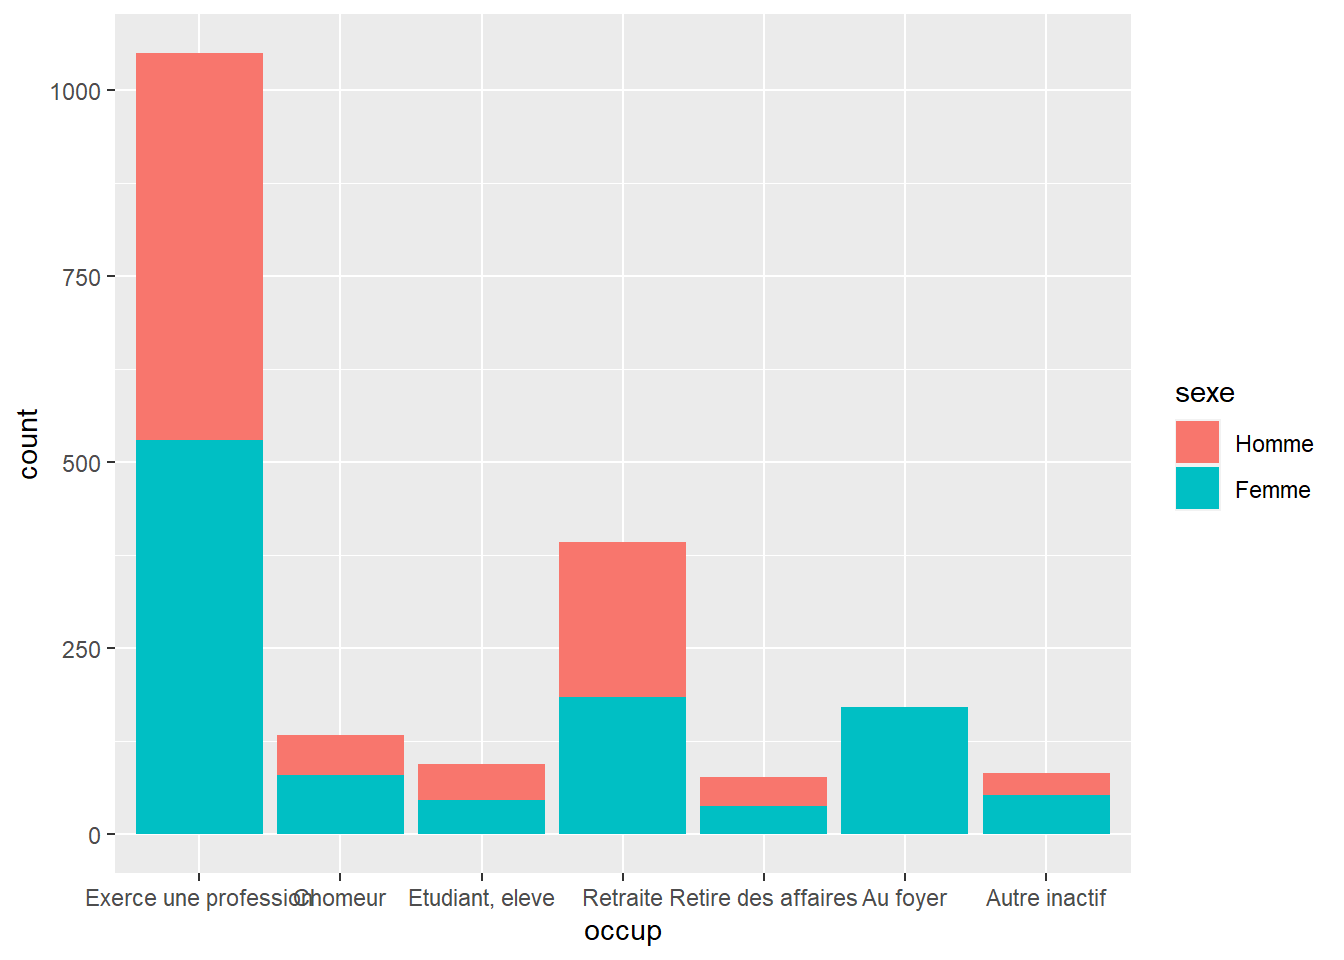 1000
750
500
250
0
count
Exerce une profession Chomeur Etudiant, eleve Retraite Retire des affaires Au foyer Autre inactif
occup
sexe
Homme
Femme